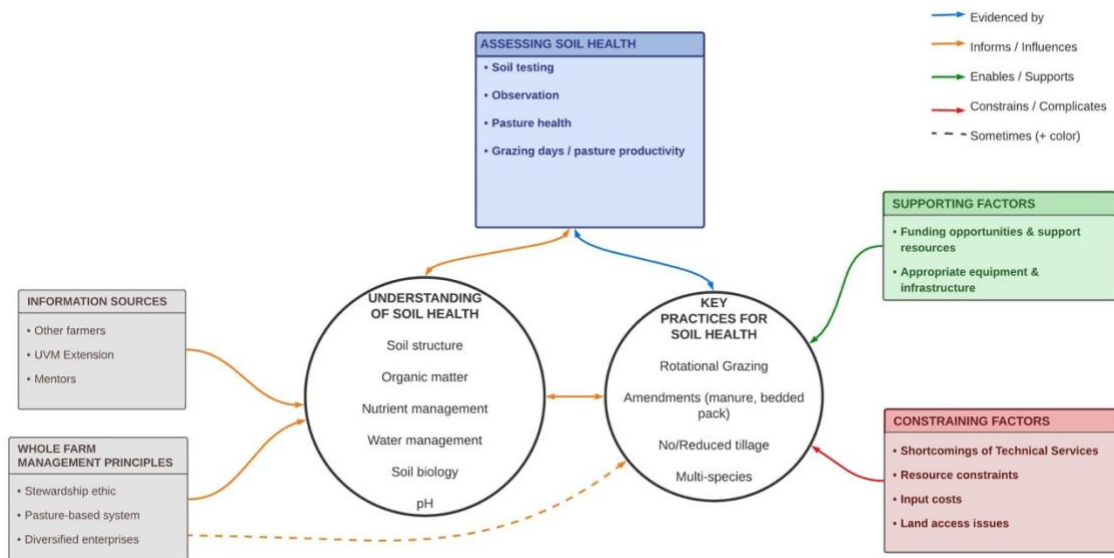 ASSESSING SOIL HEALTH
• Soil testing
• Observation
• Pasture health
• Grazing days / pasture productivity
Evidenced by
Informs / Influences
Enables / Supports
Constrains / Complicates
Sometimes (+ color)
SUPPORTING FACTORS
• Funding opportunities & support
resources
• Appropriate equipment &
infrastructure
INFORMATION SOURCES
• Other farmers
• UVM Extension
• Mentors
WHOLE FARM
MANAGEMENT PRINCIPLES
• Stewardship ethic
• Pasture-based system
• Diversified enterprises
UNDERSTANDING
OF SOIL HEALTH
Soil structure
Organic matter
Nutrient management
Water management
Soil biology
pH
KEY
PRACTICES FOR
SOIL HEALTH
Rotational Grazing
Amendments (manure, bedded
pack)
No/Reduced tillage
Multi-species
CONSTRAINING FACTORS
• Shortcomings of Technical Services
• Resource constraints
• Input costs
• Land access issues